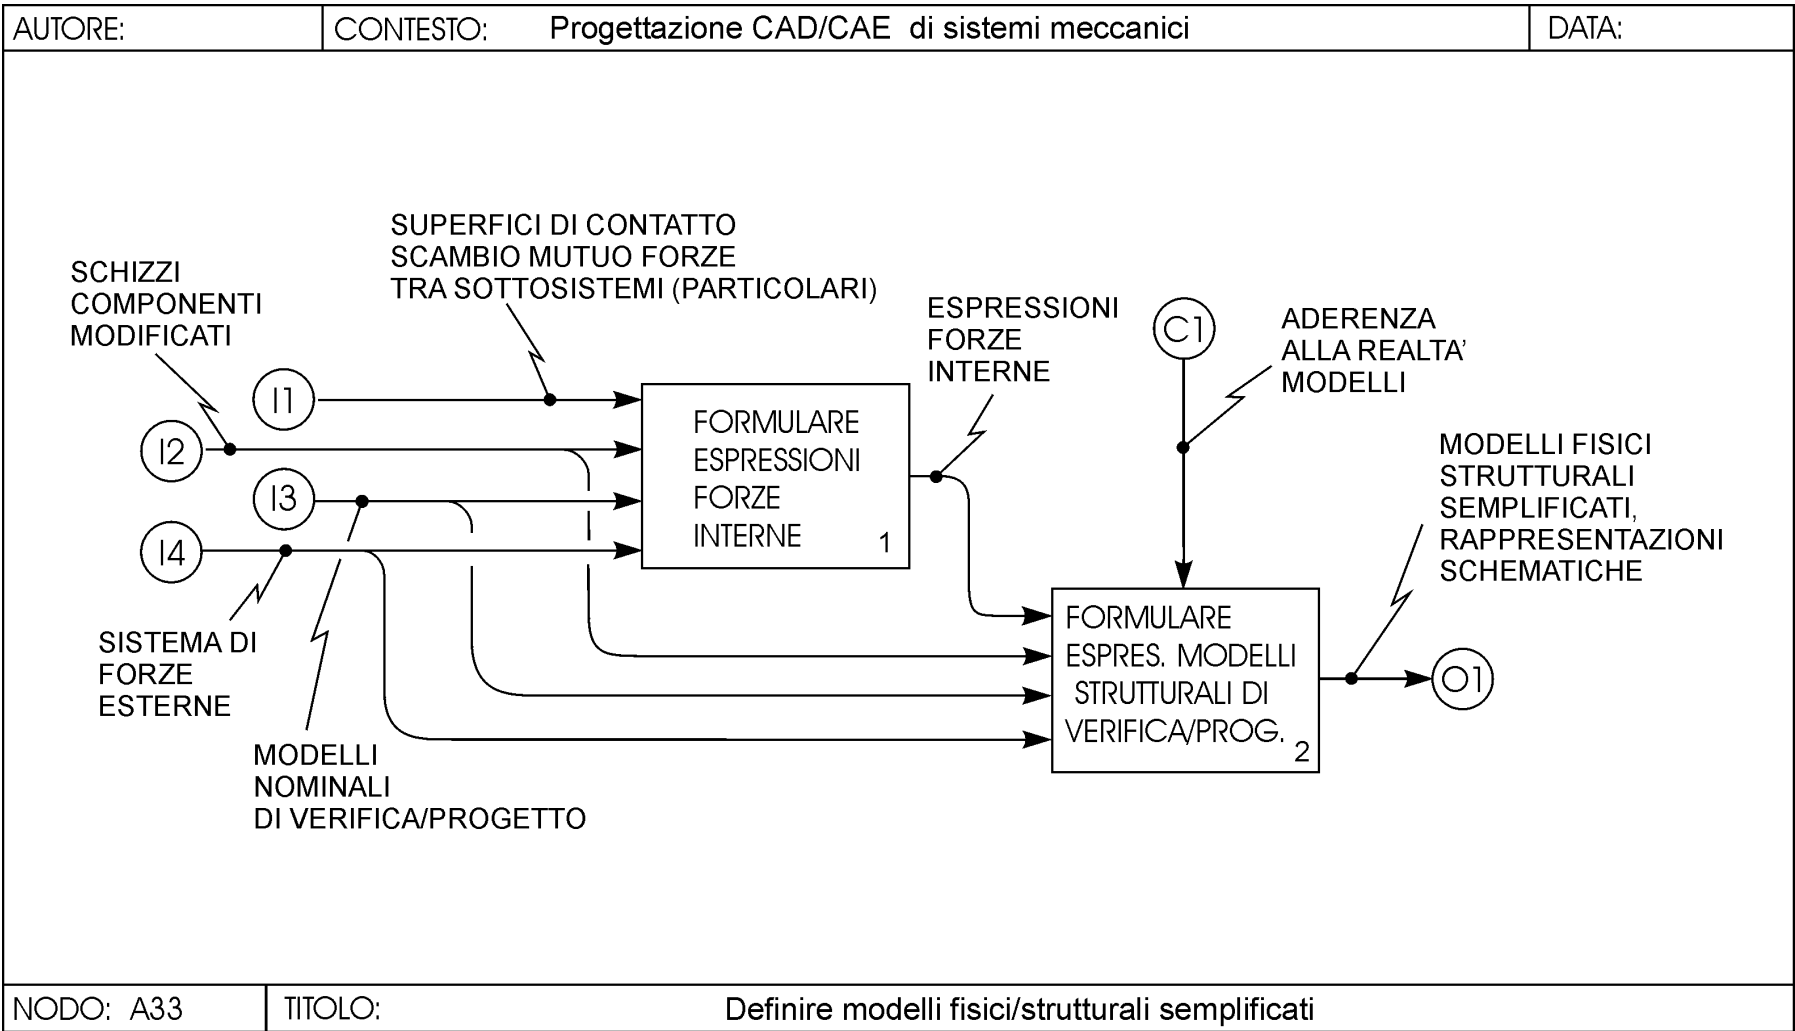 AUTORE:
CONTESTO: Progettazione CAD/CAE di sistemi meccanici
DATA:
SUPERFICI DI CONTATTO
SCAMBIO MUTUO FORZE
TRA SOTTOSISTEMI (PARTICOLARI)
SCHIZZI
COMPONENTI
MODIFICATI
I1
I2
I3
I4
SISTEMA DI
FORZE
ESTERNE
MODELLI
NOMINALI
DI VERIFICA/PROGETTO
FORMULARE
ESPRESSIONI
FORZE
INTERNE
1
ESPRESSIONI
FORZE
INTERNE
C1
ADERENZA
ALLA REALTA'
MODELLI
FORMULARE
ESPRES. MODELLI
STRUTTURALI DI
VERIFICA/PROG.
2
MODELLI FISICI
STRUTTURALI
SEMPLIFICATI,
RAPPRESENTAZIONI
SCHEMATICHE
O1
NODO: A33
TITOLO: Definire modelli fisici/strutturali semplificati